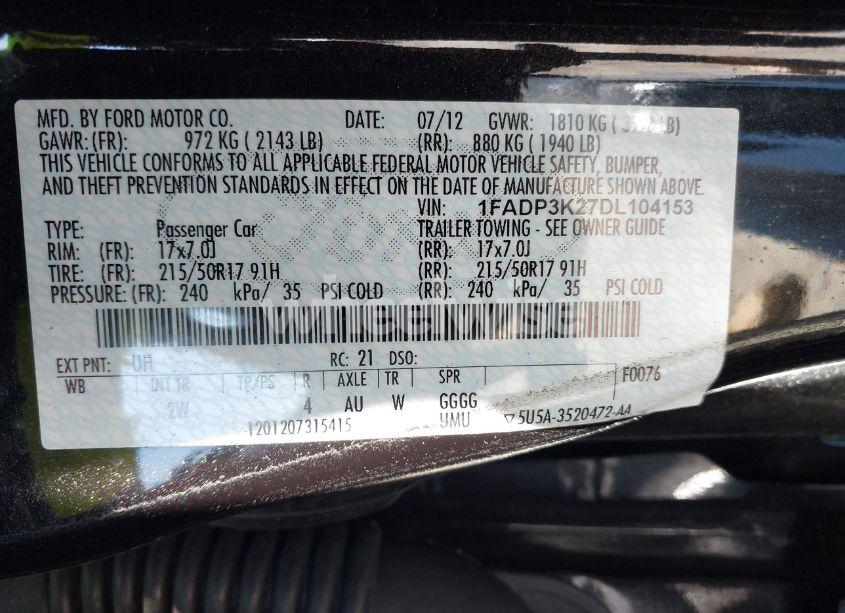 MFD. BY FORD MOTOR CO. DATE: 07/12 GVWR: 1810 KG ( LB)
GAWR: (FR): 972 KG ( 2143 LB) (RR): 880 KG ( 1940 LB)
THIS VEHICLE CONFORMS TO ALL APPLICABLE FEDERAL MOTOR VEHICLE SAFETY, BUMPER,
AND THEFT PREVENTION STANDARDS IN EFFECT ON THE DATE OF MANUFACTURE SHOWN ABOVE.
VIN: 1FADP3K27DL104153
TYPE: Passenger Car TRAILER TOWING - SEE OWNER GUIDE
RIM: (FR): 17x7.0J (RR): 17x7.0J
TIRE: (FR): 215/50R17 91H (RR): 215/50R17 91H
PRESSURE: (FR): 240 kPa/ 35 PSI COLD (RR): 240 kPa/ 35 PSI COLD
EXT PNT: UH RC: 21 DSO:
WB INT TR TP/PS R AXLE TR SPR F0076
4 AU W GGGG
1201207315415 9MU ▽5U5A-3520472-AA